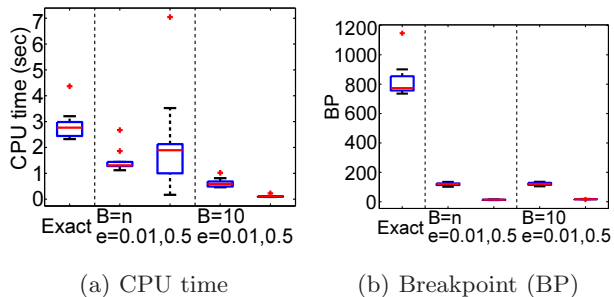 CPU time (sec)
7
6
5
4
3
2
1
0
Exact
B=n
e=0.01,0.5
B=10
e=0.01,0.5
(a) CPU time
BP
1200
1000
800
600
400
200
0
Exact
B=n
e=0.01,0.5
B=10
e=0.01,0.5
(b) Breakpoint (BP)